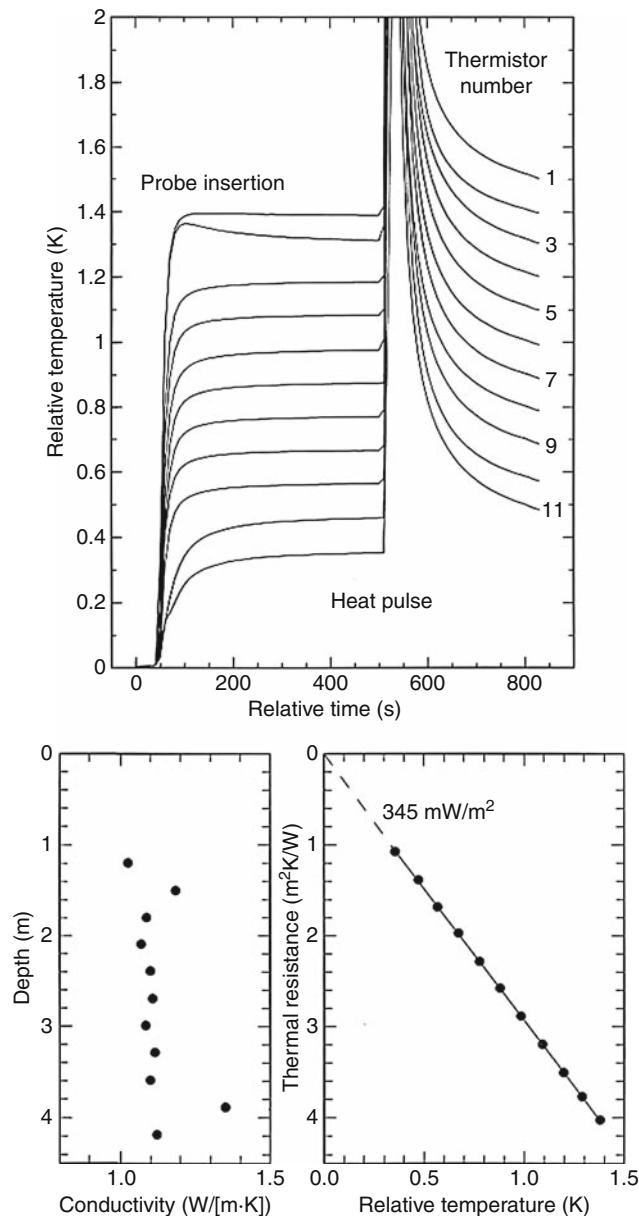 2
1.8
1.6
1.4
1.2
1
0.8
0.6
0.4
0.2
0
Relative temperature (K)
Probe insertion
Thermistor
number
1
3
5
7
9
11
Heat pulse
0 200 400 600 800
Relative time (s)
0
1
2
3
4
Depth (m)
1.0 1.5
Conductivity (W/[m·K])
0
1
2
3
4
Thermal resistance (m²K/W)
345 mW/m²
0.0 0.5 1.0 1.5
Relative temperature (K)